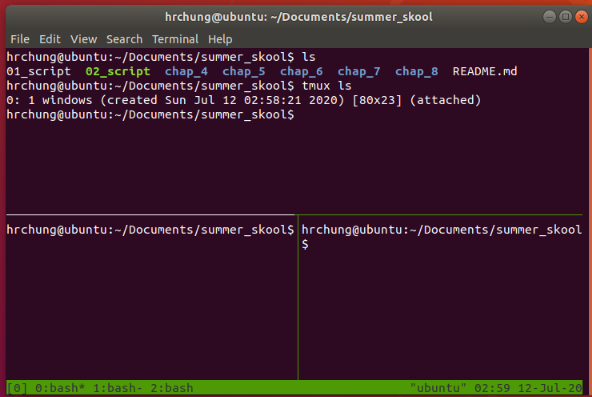 hrchung@ubuntu: ~/Documents/summer_skool
File Edit View Search Terminal Help
hrchung@ubuntu:~/Documents/summer_skool$ ls
01_script 02_script chap_4 chap_5 chap_6 chap_7 chap_8 README.md
hrchung@ubuntu:~/Documents/summer_skool$ tmux ls
0: 1 windows (created Sun Jul 12 02:58:21 2020) [80x23] (attached)
hrchung@ubuntu:~/Documents/summer_skool$
hrchung@ubuntu:~/Documents/summer_skool$
hrchung@ubuntu:~/Documents/summer_skool
$
[0] 0:bash* 1:bash- 2:bash "ubuntu" 02:59 12-Jul-20